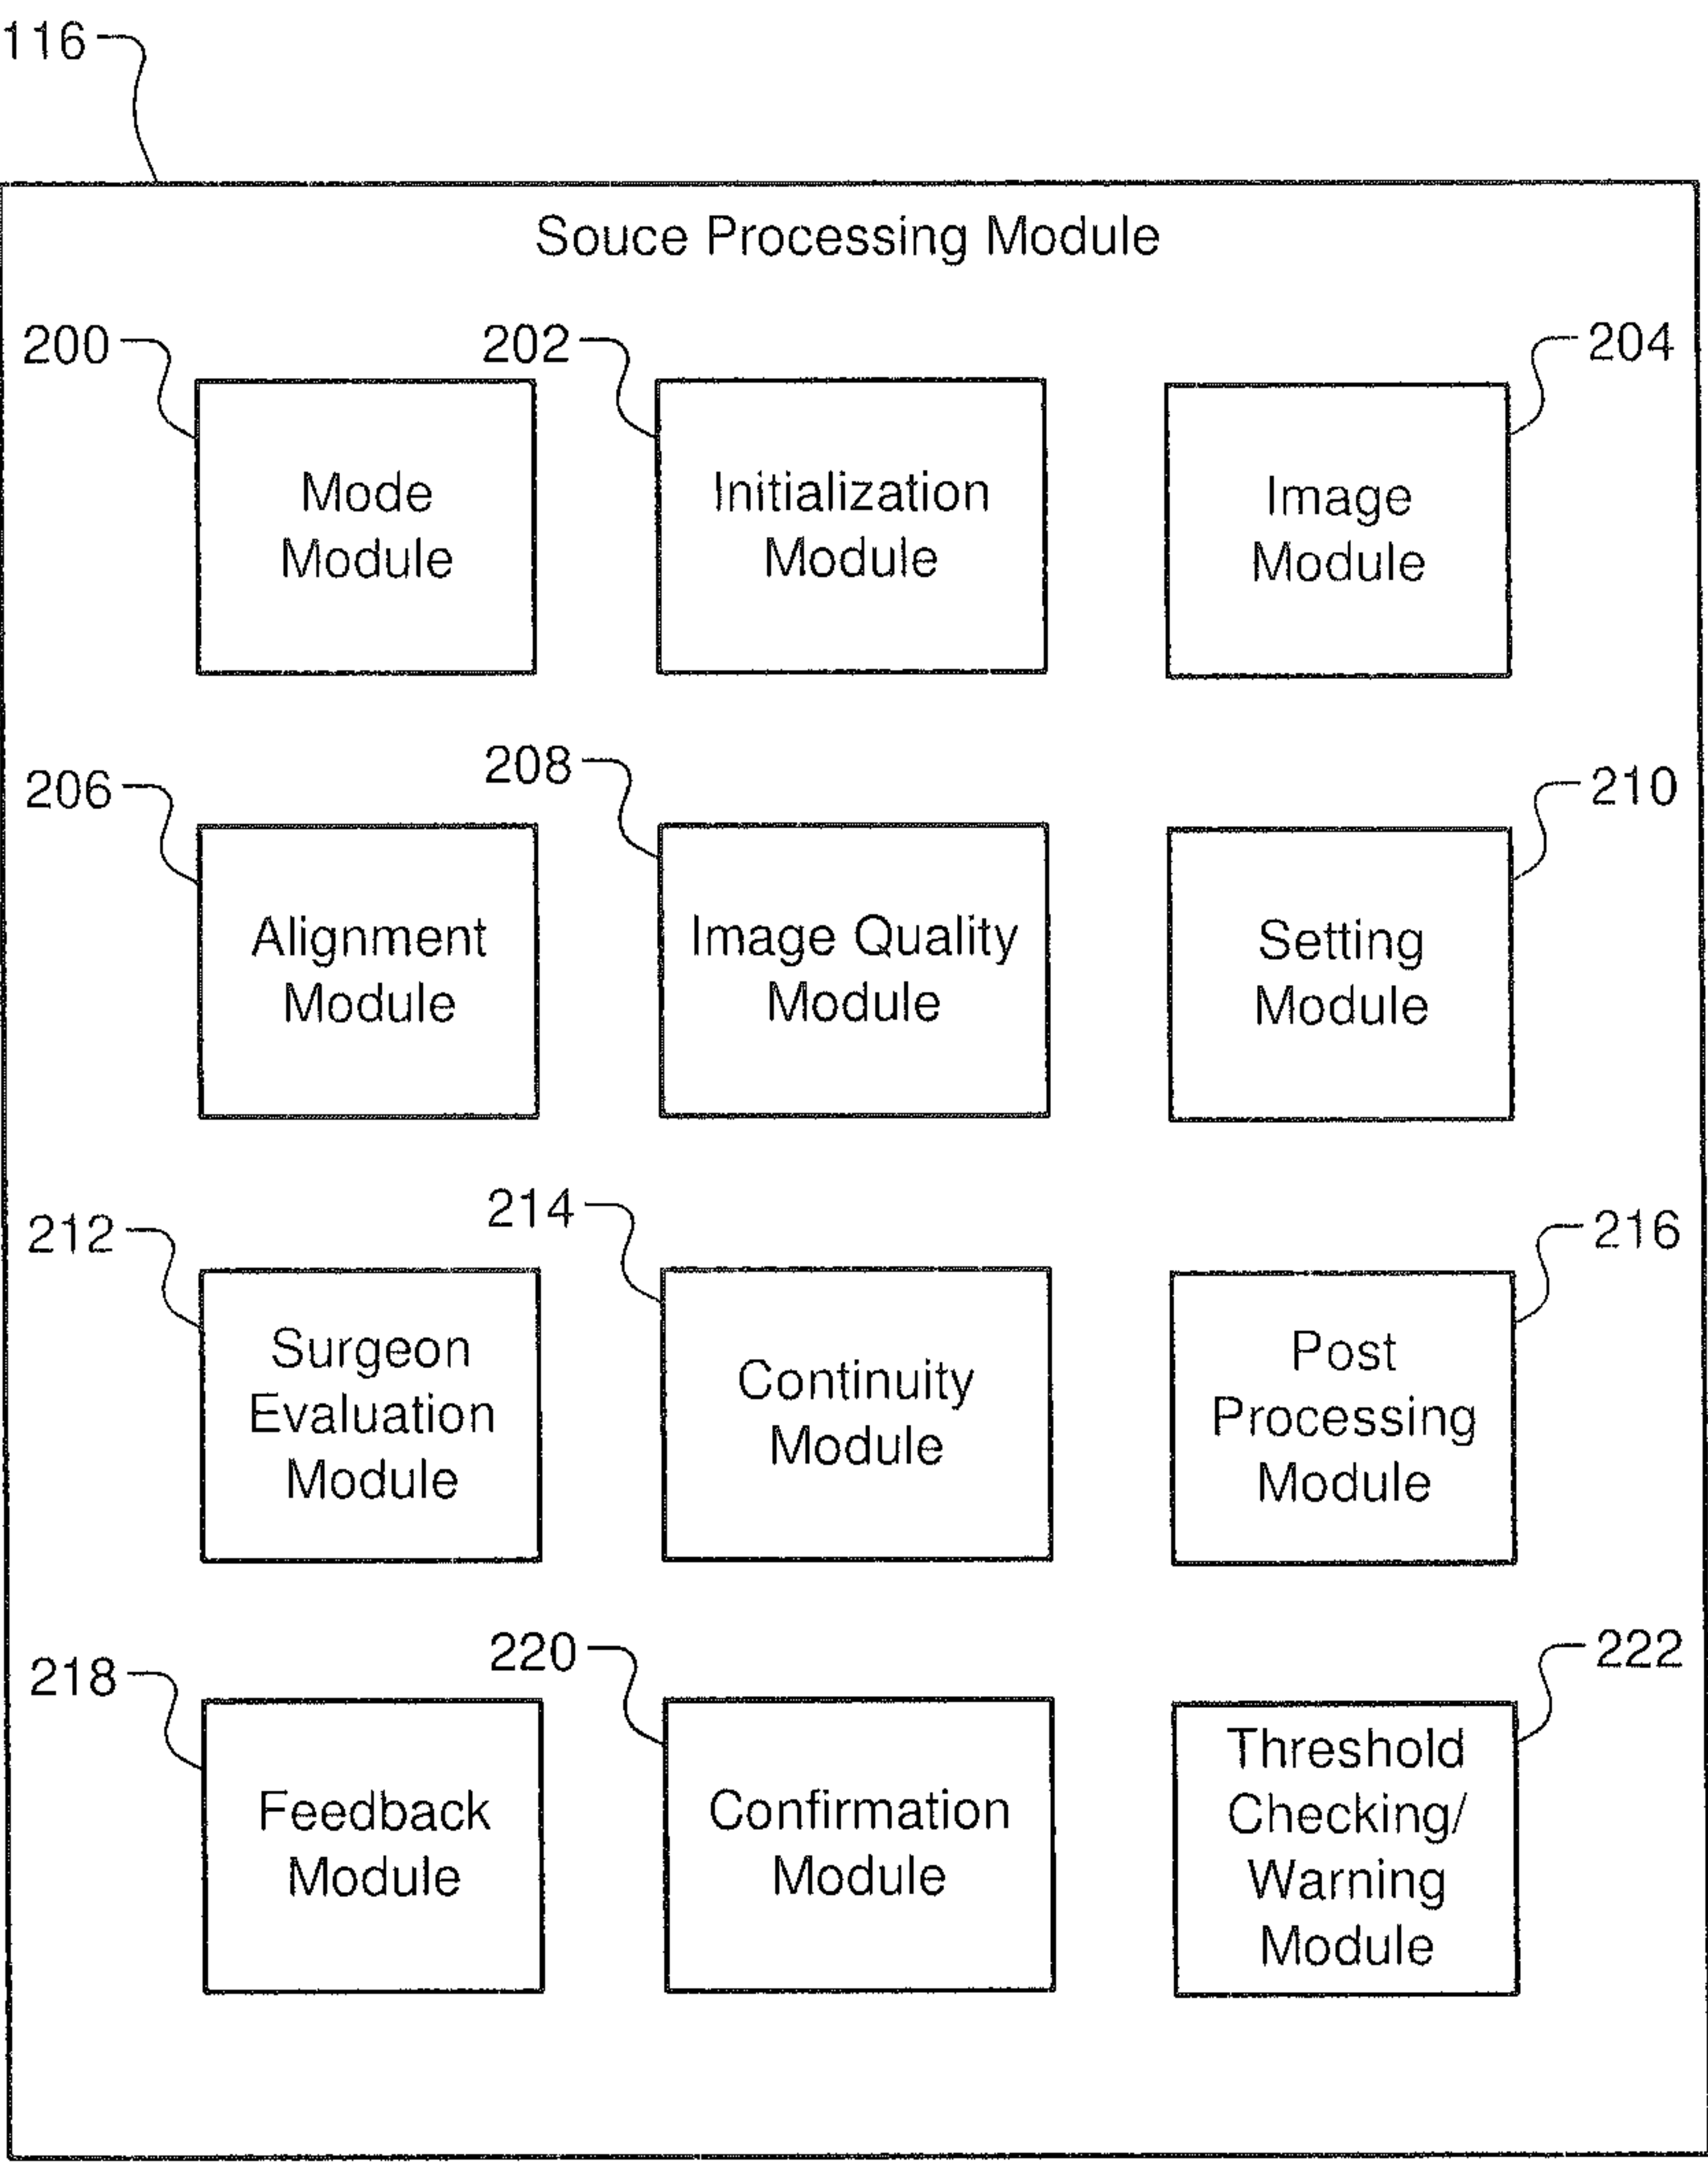 116
Souce Processing Module
200
202
204
Mode
Module
Initialization
Module
Image
Module
206
208
210
Alignment
Module
Image Quality
Module
Setting
Module
212
214
216
Surgeon
Evaluation
Module
Continuity
Module
Post
Processing
Module
218
220
222
Feedback
Module
Confirmation
Module
Threshold
Checking/
Warning
Module